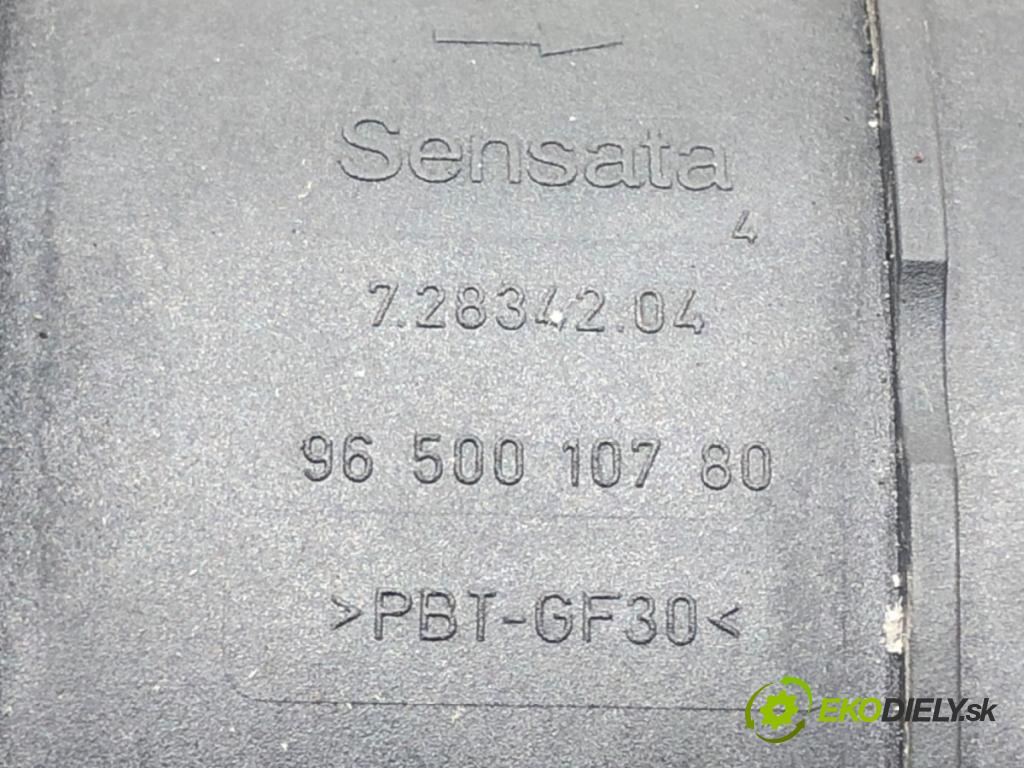 Sensata
4
7.28342.04
96 500 107 80
>PBT-GF30<
EKODIELY.sk